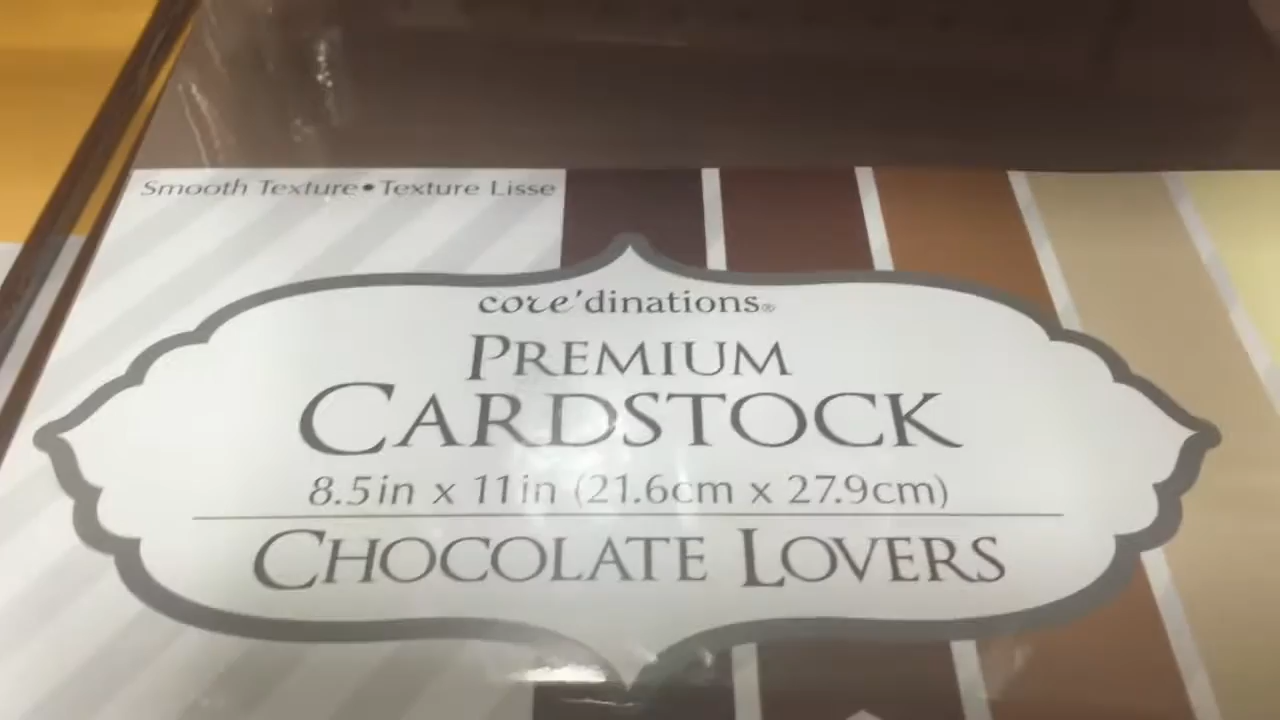 Smooth Texture•Texture Lisse
core'dinations®
PREMIUM
CARDSTOCK
8.5in x 11in (21.6cm x 27.9cm)
CHOCOLATE LOVERS